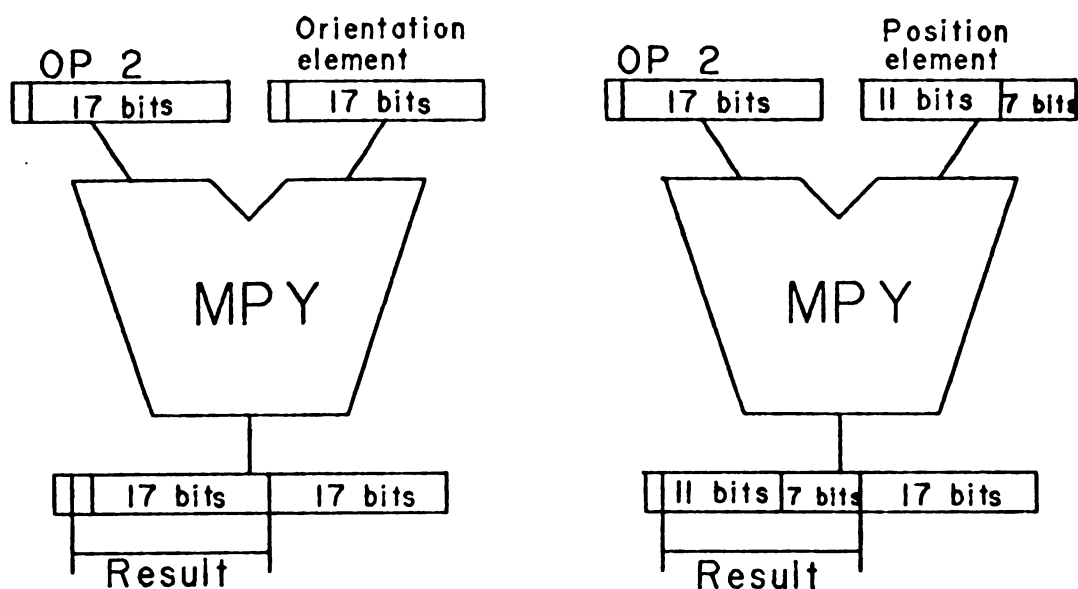 OP 2
Orientation
element
17 bits
17 bits
MPY
17 bits
17 bits
Result
OP 2
Position
element
17 bits
11 bits
7 bits
MPY
11 bits
7 bits
17 bits
Result